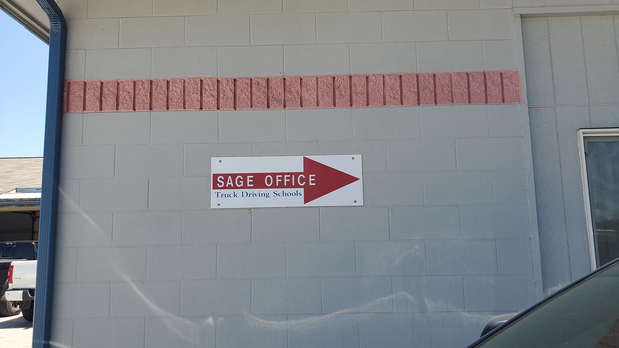 SAGE OFFICE
Truck Driving Schools